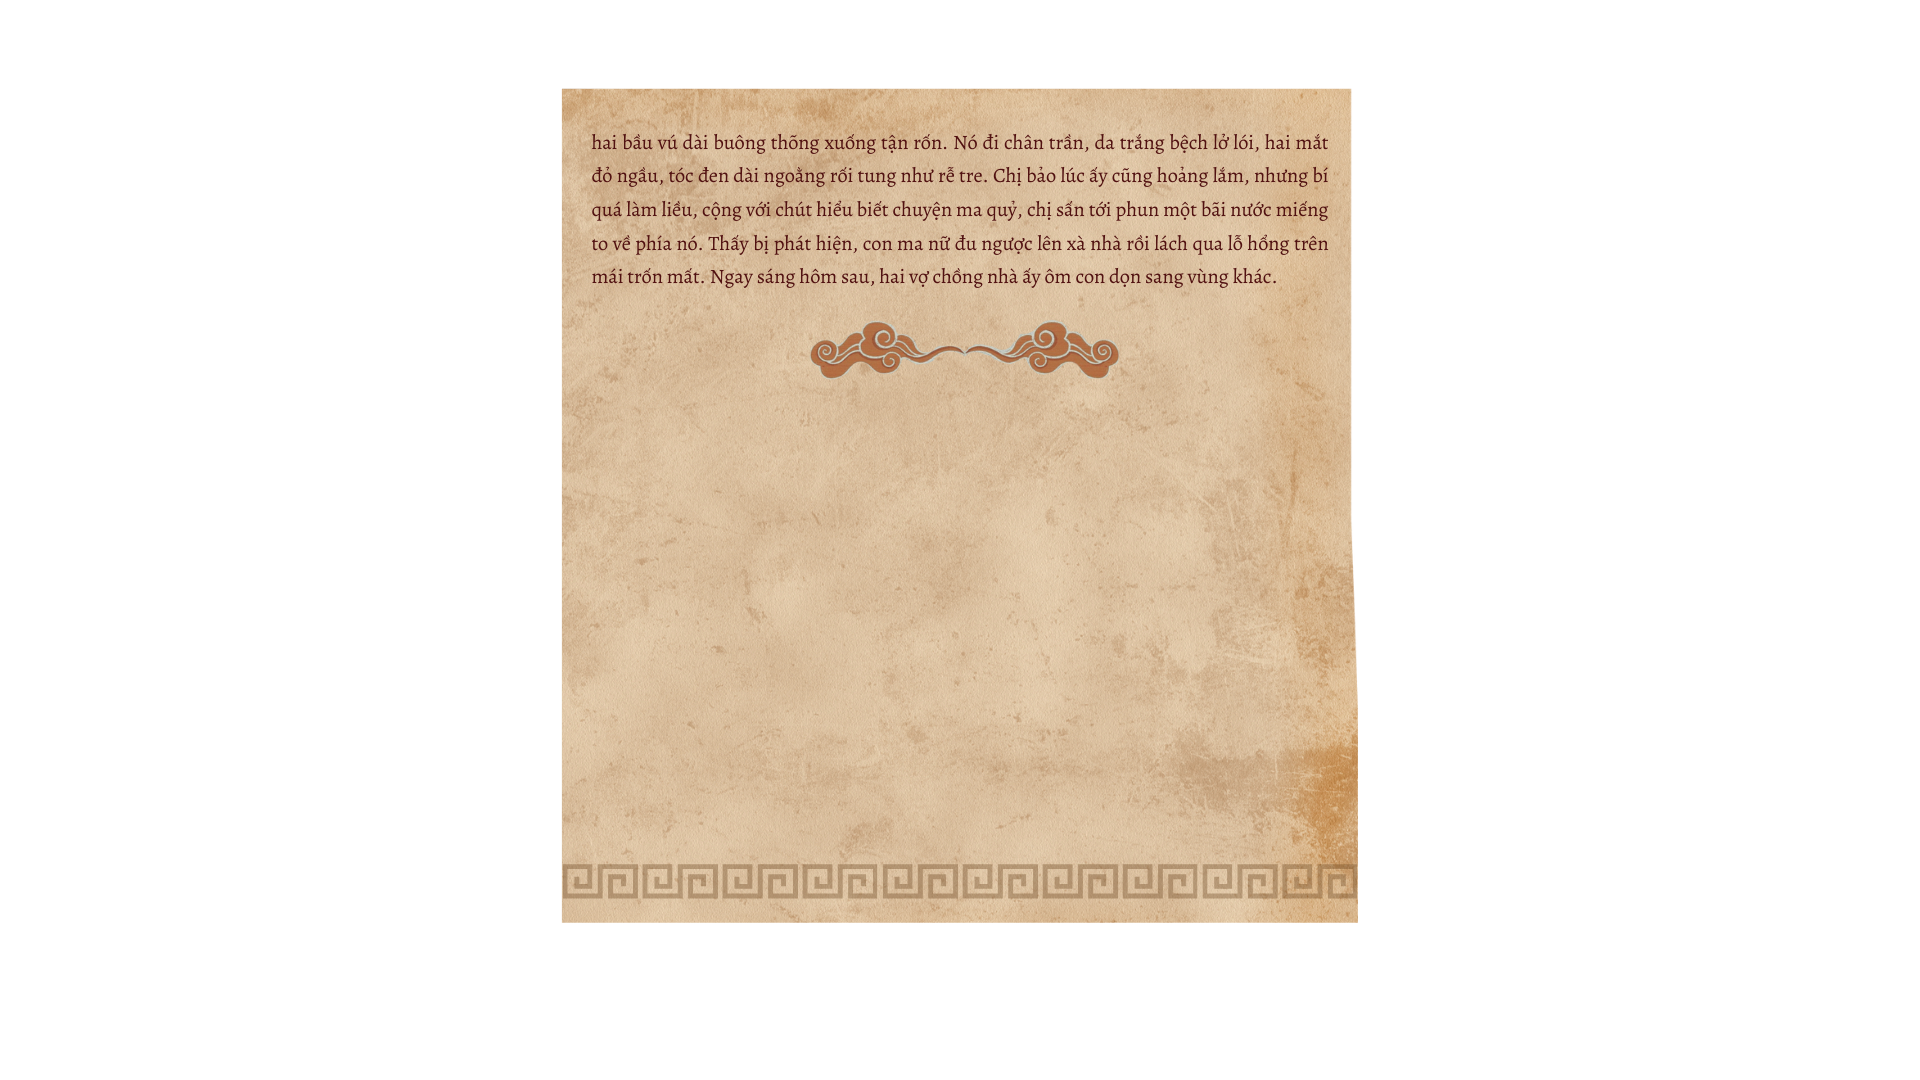 hai bầu vú dài buông thõng xuống tận rốn. Nó đi chân trần, da trắng bệch lở lói, hai mắt
đỏ ngầu, tóc đen dài ngoằng rối tung như rễ tre. Chị bảo lúc ấy cũng hoảng lắm, nhưng bí
quá làm liều, cộng với chút hiểu biết chuyện ma quỷ, chị sấn tới phun một bãi nước miếng
to về phía nó. Thấy bị phát hiện, con ma nữ đu ngược lên xà nhà rồi lách qua lỗ hổng trên
mái trốn mất. Ngay sáng hôm sau, hai vợ chồng nhà ấy ôm con dọn sang vùng khác.